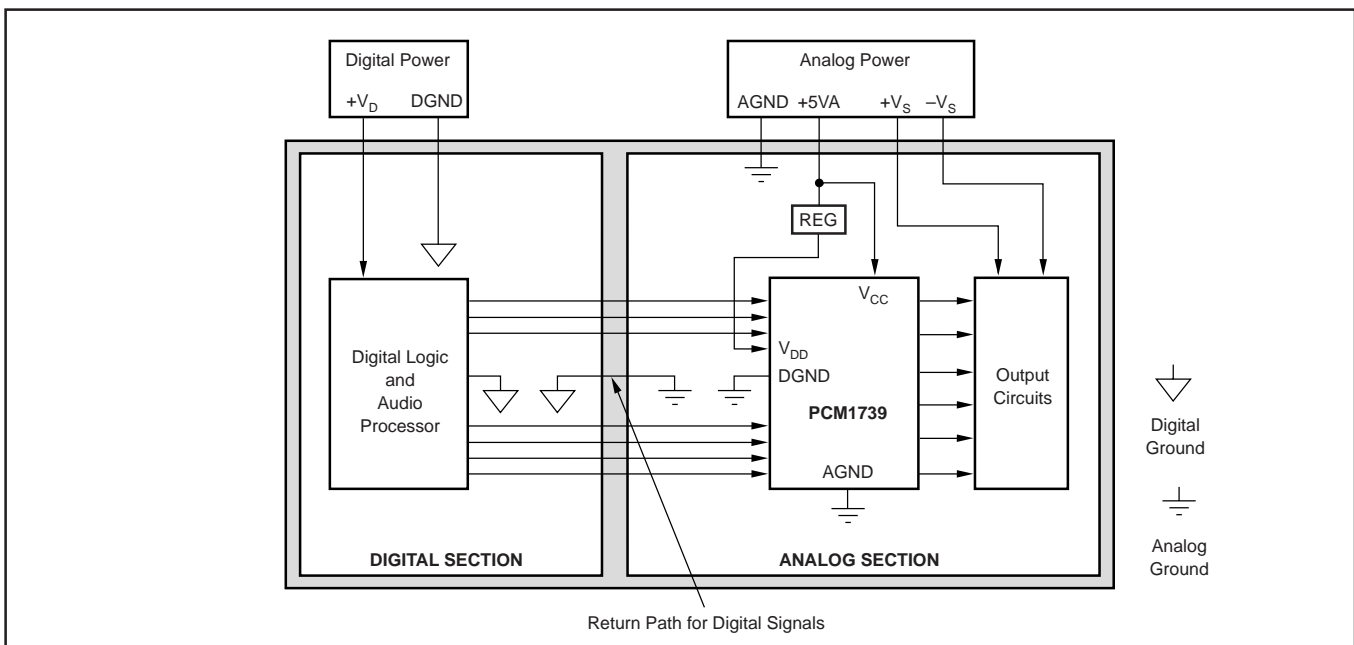 Digital Power
+VD DGND
Analog Power
AGND +5VA +VS –VS
REG
VCC
VDD
DGND
PCM1739
AGND
Digital Logic
and
Audio
Processor
Output
Circuits
Digital
Ground
Analog
Ground
DIGITAL SECTION
ANALOG SECTION
Return Path for Digital Signals